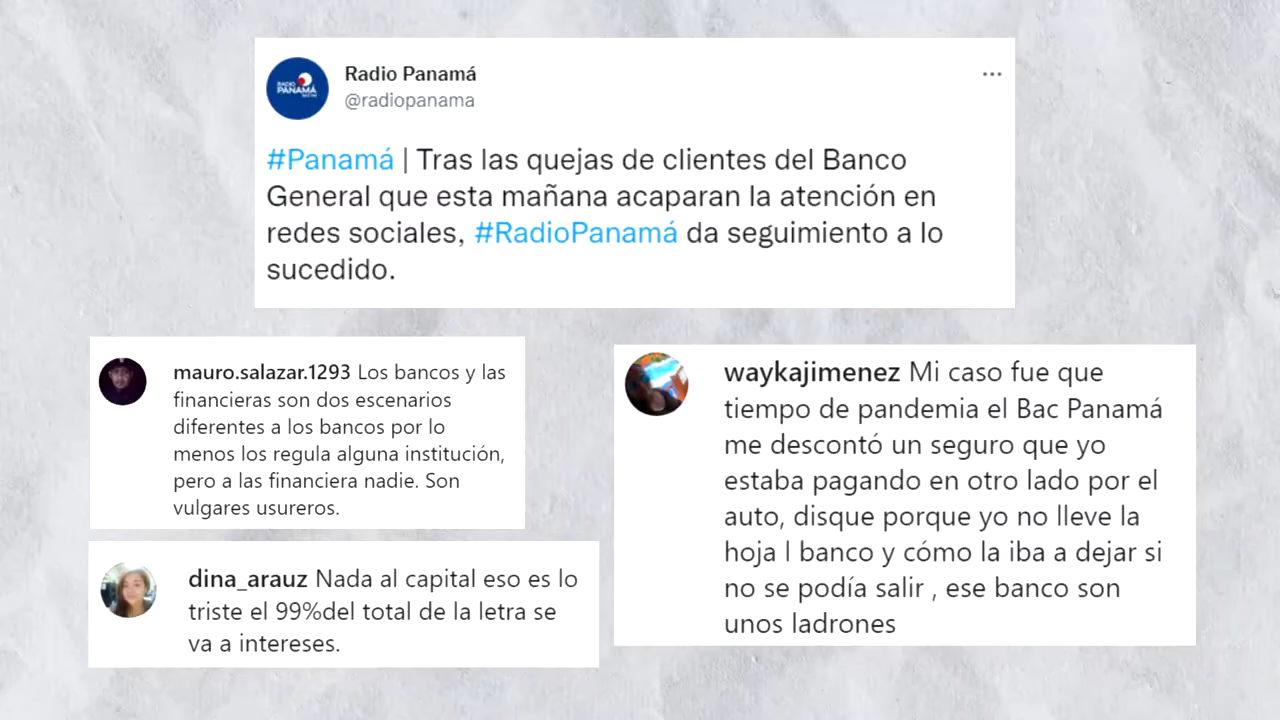 Radio Panamá
@radiopanama
#Panamá | Tras las quejas de clientes del Banco
General que esta mañana acaparan la atención en
redes sociales, #RadioPanamá da seguimiento a lo
sucedido.
mauro.salazar.1293 Los bancos y las
financieras son dos escenarios
diferentes a los bancos por lo
menos los regula alguna institución,
pero a las financiera nadie. Son
vulgares usureros.
dina_arauz Nada al capital eso es lo
triste el 99%del total de la letra se
va a intereses.
waykajimenez Mi caso fue que
tiempo de pandemia el Bac Panamá
me descontó un seguro que yo
estaba pagando en otro lado por el
auto, disque porque yo no lleve la
hoja l banco y cómo la iba a dejar si
no se podía salir , ese banco son
unos ladrones
RADIO
PANAMÁ